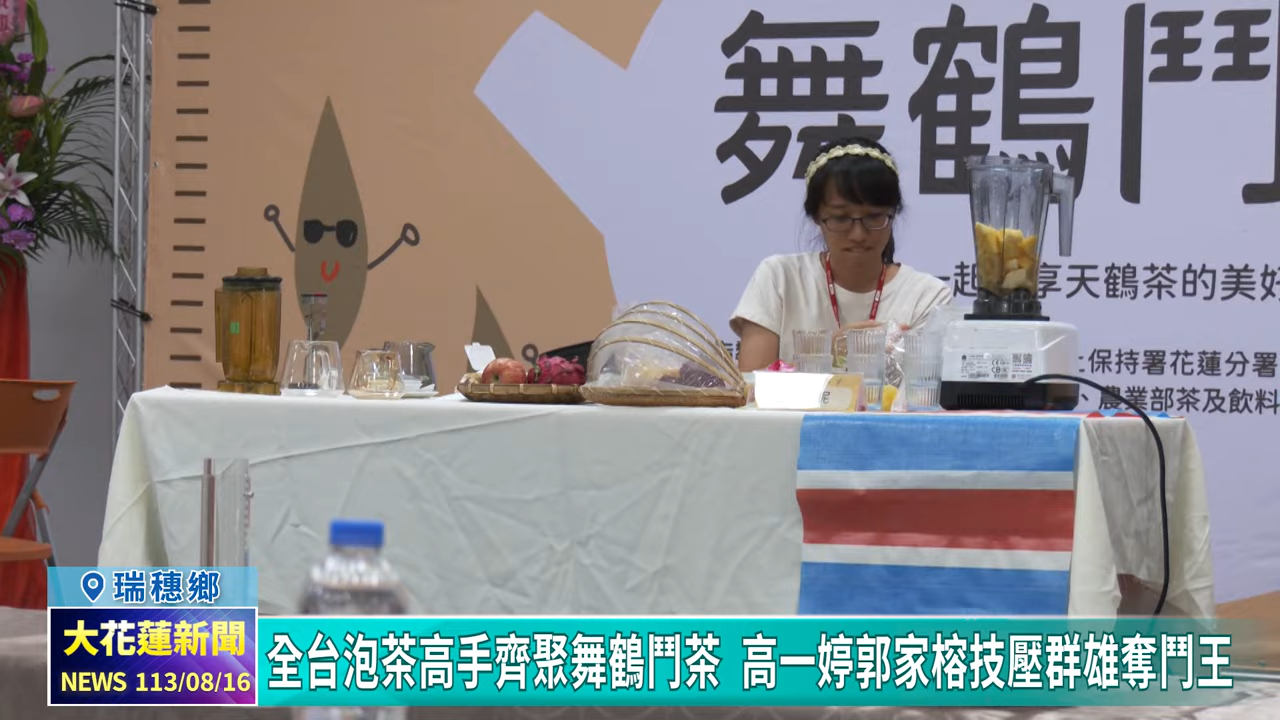 舞鶴鬥
一起 享天鶴茶的美好
保持署花蓮分署
、農業部茶及飲料
瑞穗鄉
大花蓮新聞
NEWS 113/08/16
全台泡茶高手齊聚舞鶴鬥茶 高一婷郭家榕技壓群雄奪鬥王